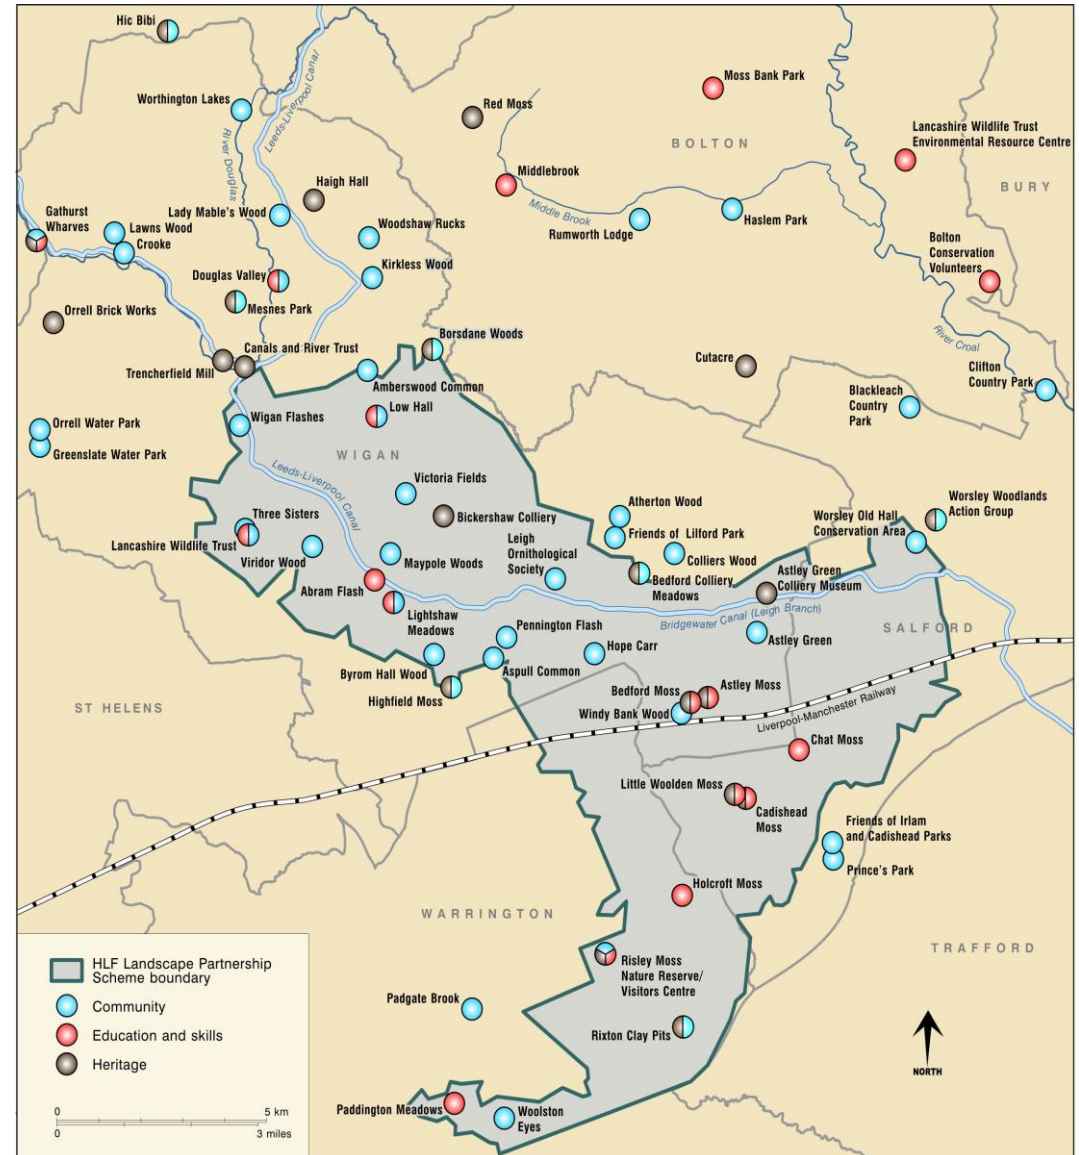 Hic Bibi
Worthington Lakes
Leeds-Liverpool Canal
River Douglas
Red Moss
Moss Bank Park
BOLTON
Lancashire Wildlife Trust
Environmental Resource Centre
BURY
Middlebrook
Middle Brook
Haigh Hall
Lady Mable's Wood
Woodshaw Rucks
Rumworth Lodge
Haslem Park
Gathurst
Wharves
Lawns Wood
Crooke
Kirkless Wood
Douglas Valley
Mesnes Park
Bolton
Conservation
Volunteers
Orrell Brick Works
River Croal
Borsdane Woods
Canals and River Trust
Trencherfield Mill
Amberswood Common
Cutacre
Clifton
Country Park
Blackleach
Country
Park
Low Hall
Wigan Flashes
Orrell Water Park
Greenslate Water Park
WIGAN
Leeds-Liverpool Canal
Victoria Fields
Bickershaw Colliery
Atherton Wood
Friends of Lilford Park
Colliers Wood
Worsley Woodlands
Action Group
Worsley Old Hall
Conservation Area
Three Sisters
Lancashire Wildlife Trust
Viridor Wood
Maypole Woods
Leigh
Ornithological
Society
Bedford Colliery
Meadows
Astley Green
Colliery Museum
Abram Flash
Lightshaw
Meadows
Bridgewater Canal (Leigh Branch)
SALFORD
Pennington Flash
Astley Green
Hope Carr
Byrom Hall Wood
Aspull Common
Highfield Moss
Bedford Moss
Astley Moss
Windy Bank Wood
Liverpool-Manchester Railway
ST HELENS
Chat Moss
Little Woolden Moss
Cadishead
Moss
Friends of Irlam
and Cadishead Parks
Prince's Park
Holcroft Moss
WARRINGTON
TRAFFORD
Risley Moss
Nature Reserve/
Visitors Centre
Padgate Brook
Rixton Clay Pits
NORTH
Paddington Meadows
Woolston
Eyes
HLF Landscape Partnership
Scheme boundary
Community
Education and skills
Heritage
0 5 km
0 3 miles